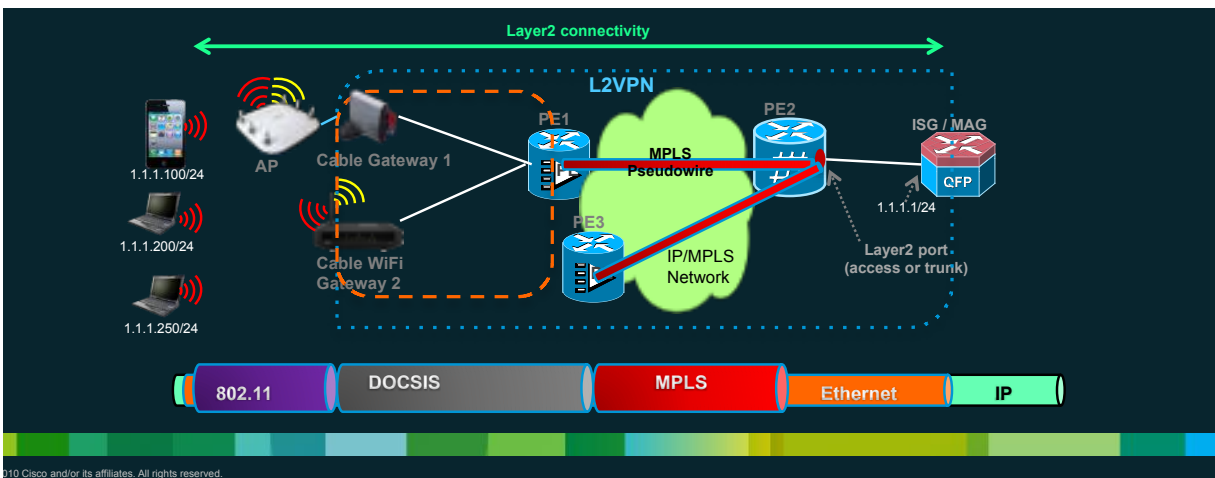 Layer2 connectivity
L2VPN
PE1
PE2
ISG / MAG
AP
Cable Gateway 1
MPLS
Pseudowire
QFP
1.1.1.100/24
1.1.1.1/24
1.1.1.200/24
PE3
Cable WiFi
Gateway 2
IP/MPLS
Network
Layer2 port
(access or trunk)
1.1.1.250/24
802.11
DOCSIS
MPLS
Ethernet
IP
010 Cisco and/or its affiliates. All rights reserved.